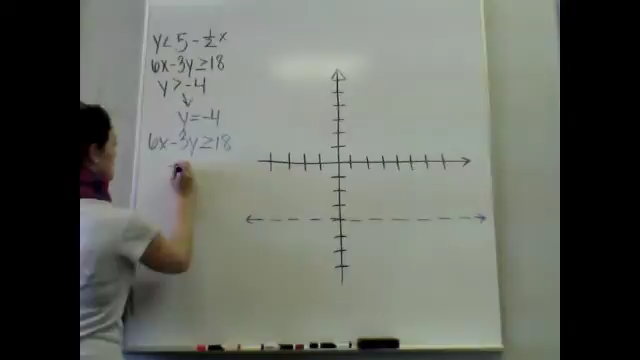 y < 5 - ½x
6x - 3y ≥ 18
y > -4
y = -4
6x - 3y ≥ 18